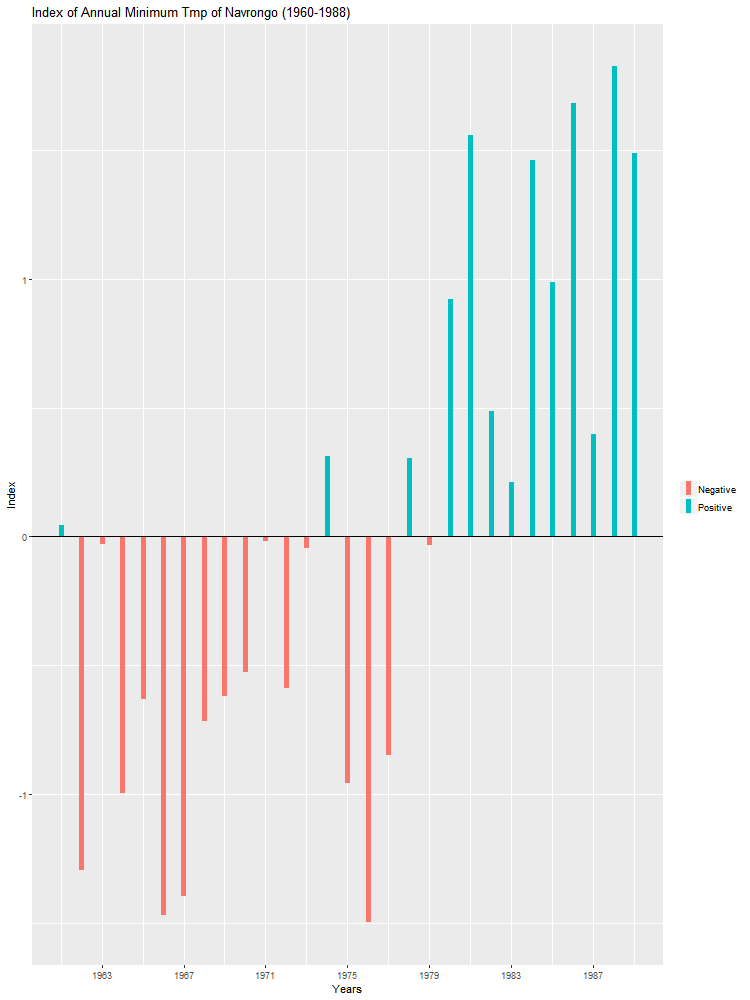 Index of Annual Minimum Tmp of Navrongo (1960-1988)
Index
1
0
-1
Negative
Positive
1963 1967 1971 1975 1979 1983 1987
Years